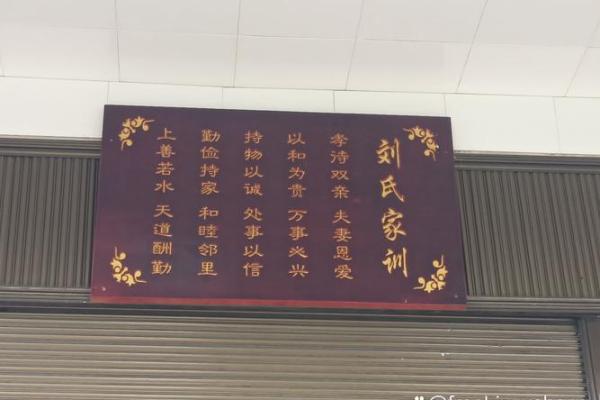 刘氏家训
孝待双亲 夫妻恩爱
以和为贵 万事必兴
持物以诚 处事以信
勤俭持家 和睦邻里
上善若水 天道酬勤